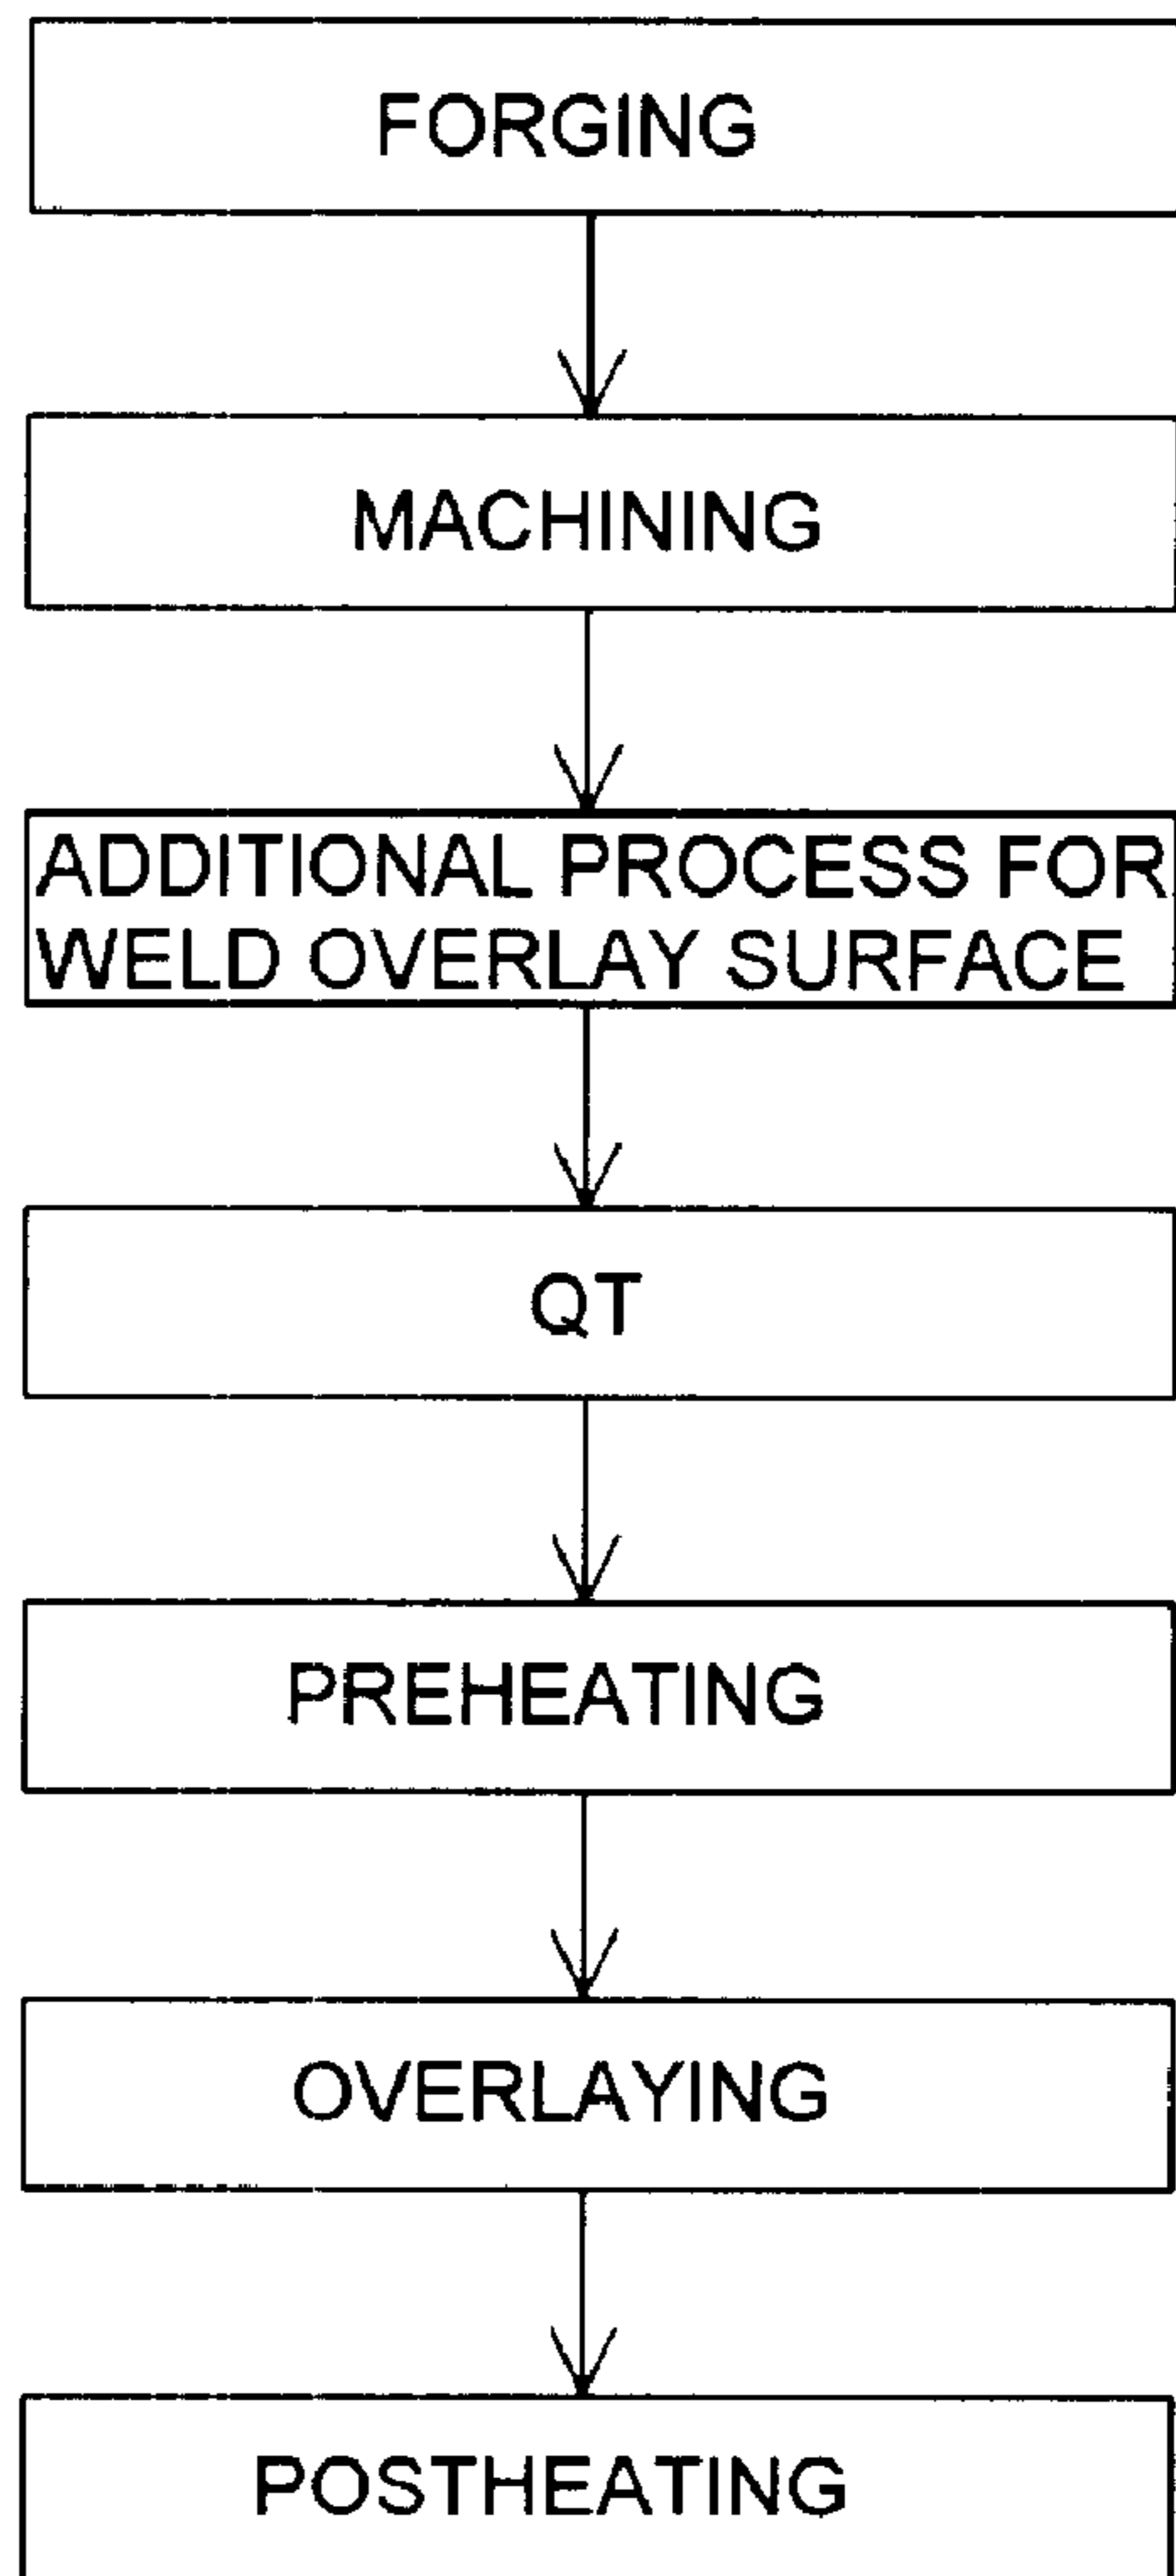 FORGING
MACHINING
ADDITIONAL PROCESS FOR
WELD OVERLAY SURFACE
QT
PREHEATING
OVERLAYING
POSTHEATING